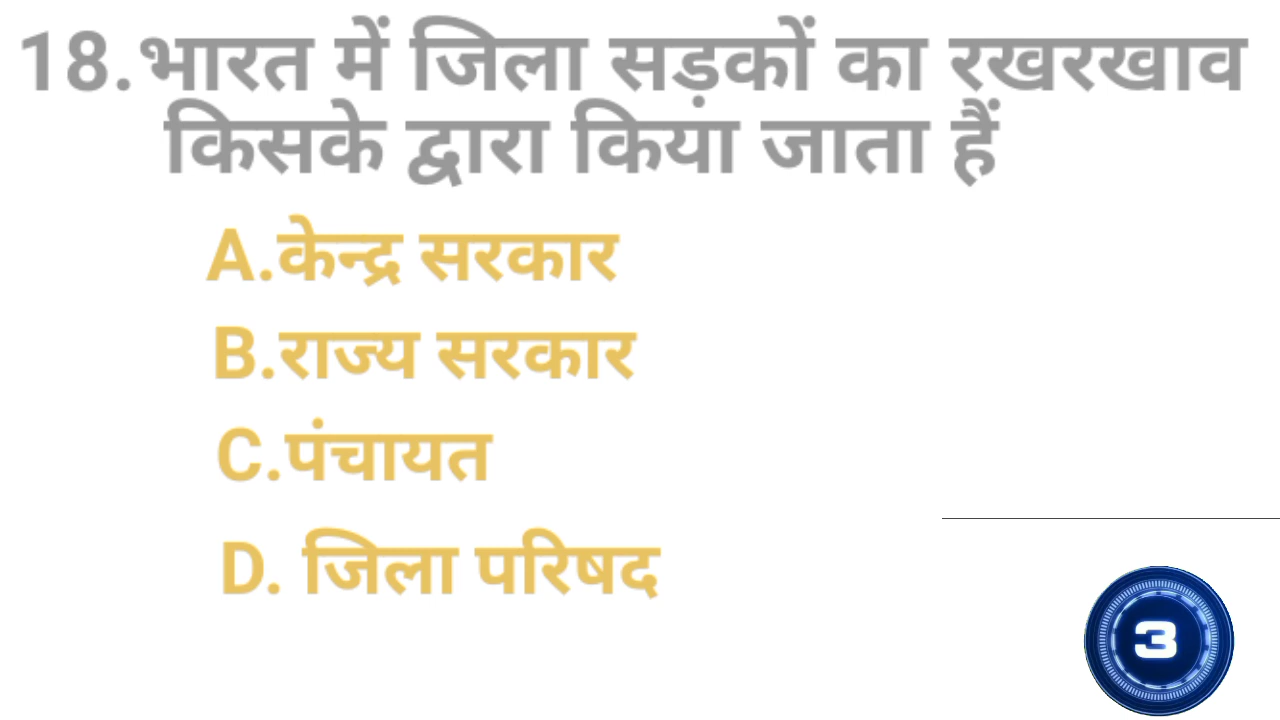 18.भारत में जिला सड़कों का रखरखाव
किसके द्वारा किया जाता हैं
A.केन्द्र सरकार
B.राज्य सरकार
C.पंचायत
D. जिला परिषद
3